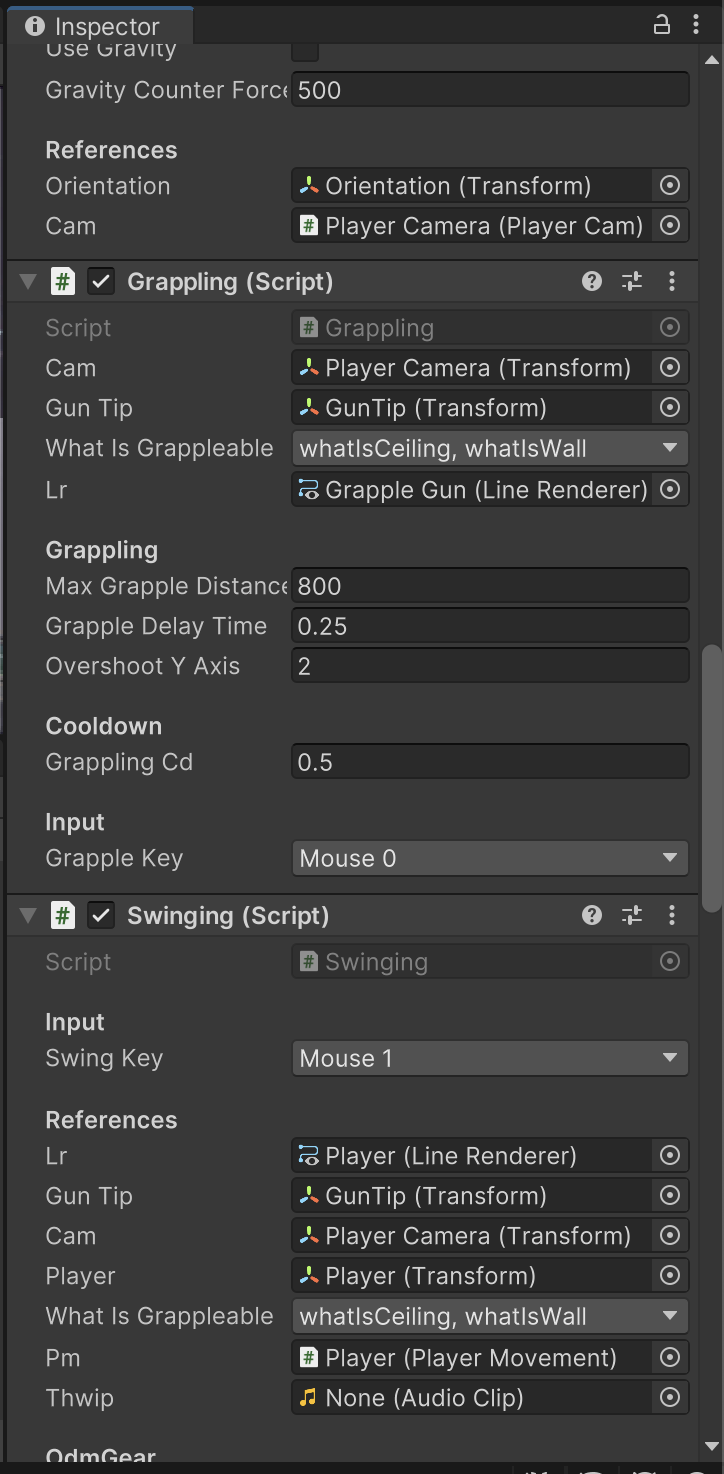 Inspector
Use Gravity
Gravity Counter Force 500
References
Orientation Orientation (Transform)
Cam Player Camera (Player Cam)
Grappling (Script)
Script Grappling
Cam Player Camera (Transform)
Gun Tip GunTip (Transform)
What Is Grappleable whatIsCeiling, whatIsWall
Lr Grapple Gun (Line Renderer)
Grappling
Max Grapple Distance 800
Grapple Delay Time 0.25
Overshoot Y Axis 2
Cooldown
Grappling Cd 0.5
Input
Grapple Key Mouse 0
Swinging (Script)
Script Swinging
Input
Swing Key Mouse 1
References
Lr Player (Line Renderer)
Gun Tip GunTip (Transform)
Cam Player Camera (Transform)
Player Player (Transform)
What Is Grappleable whatIsCeiling, whatIsWall
Pm Player (Player Movement)
Thwip None (Audio Clip)
OdmGear